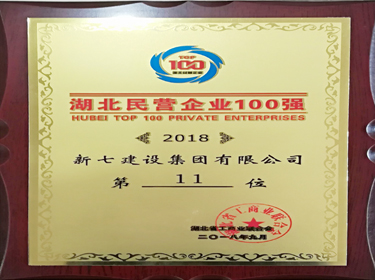 TOP
100
湖北民营企业100强
HUBEI TOP 100 PRIVATE ENTERPRISES
2018
新七建设集团有限公司
第 11 位
湖北省工商业联合会
二〇一八年九月